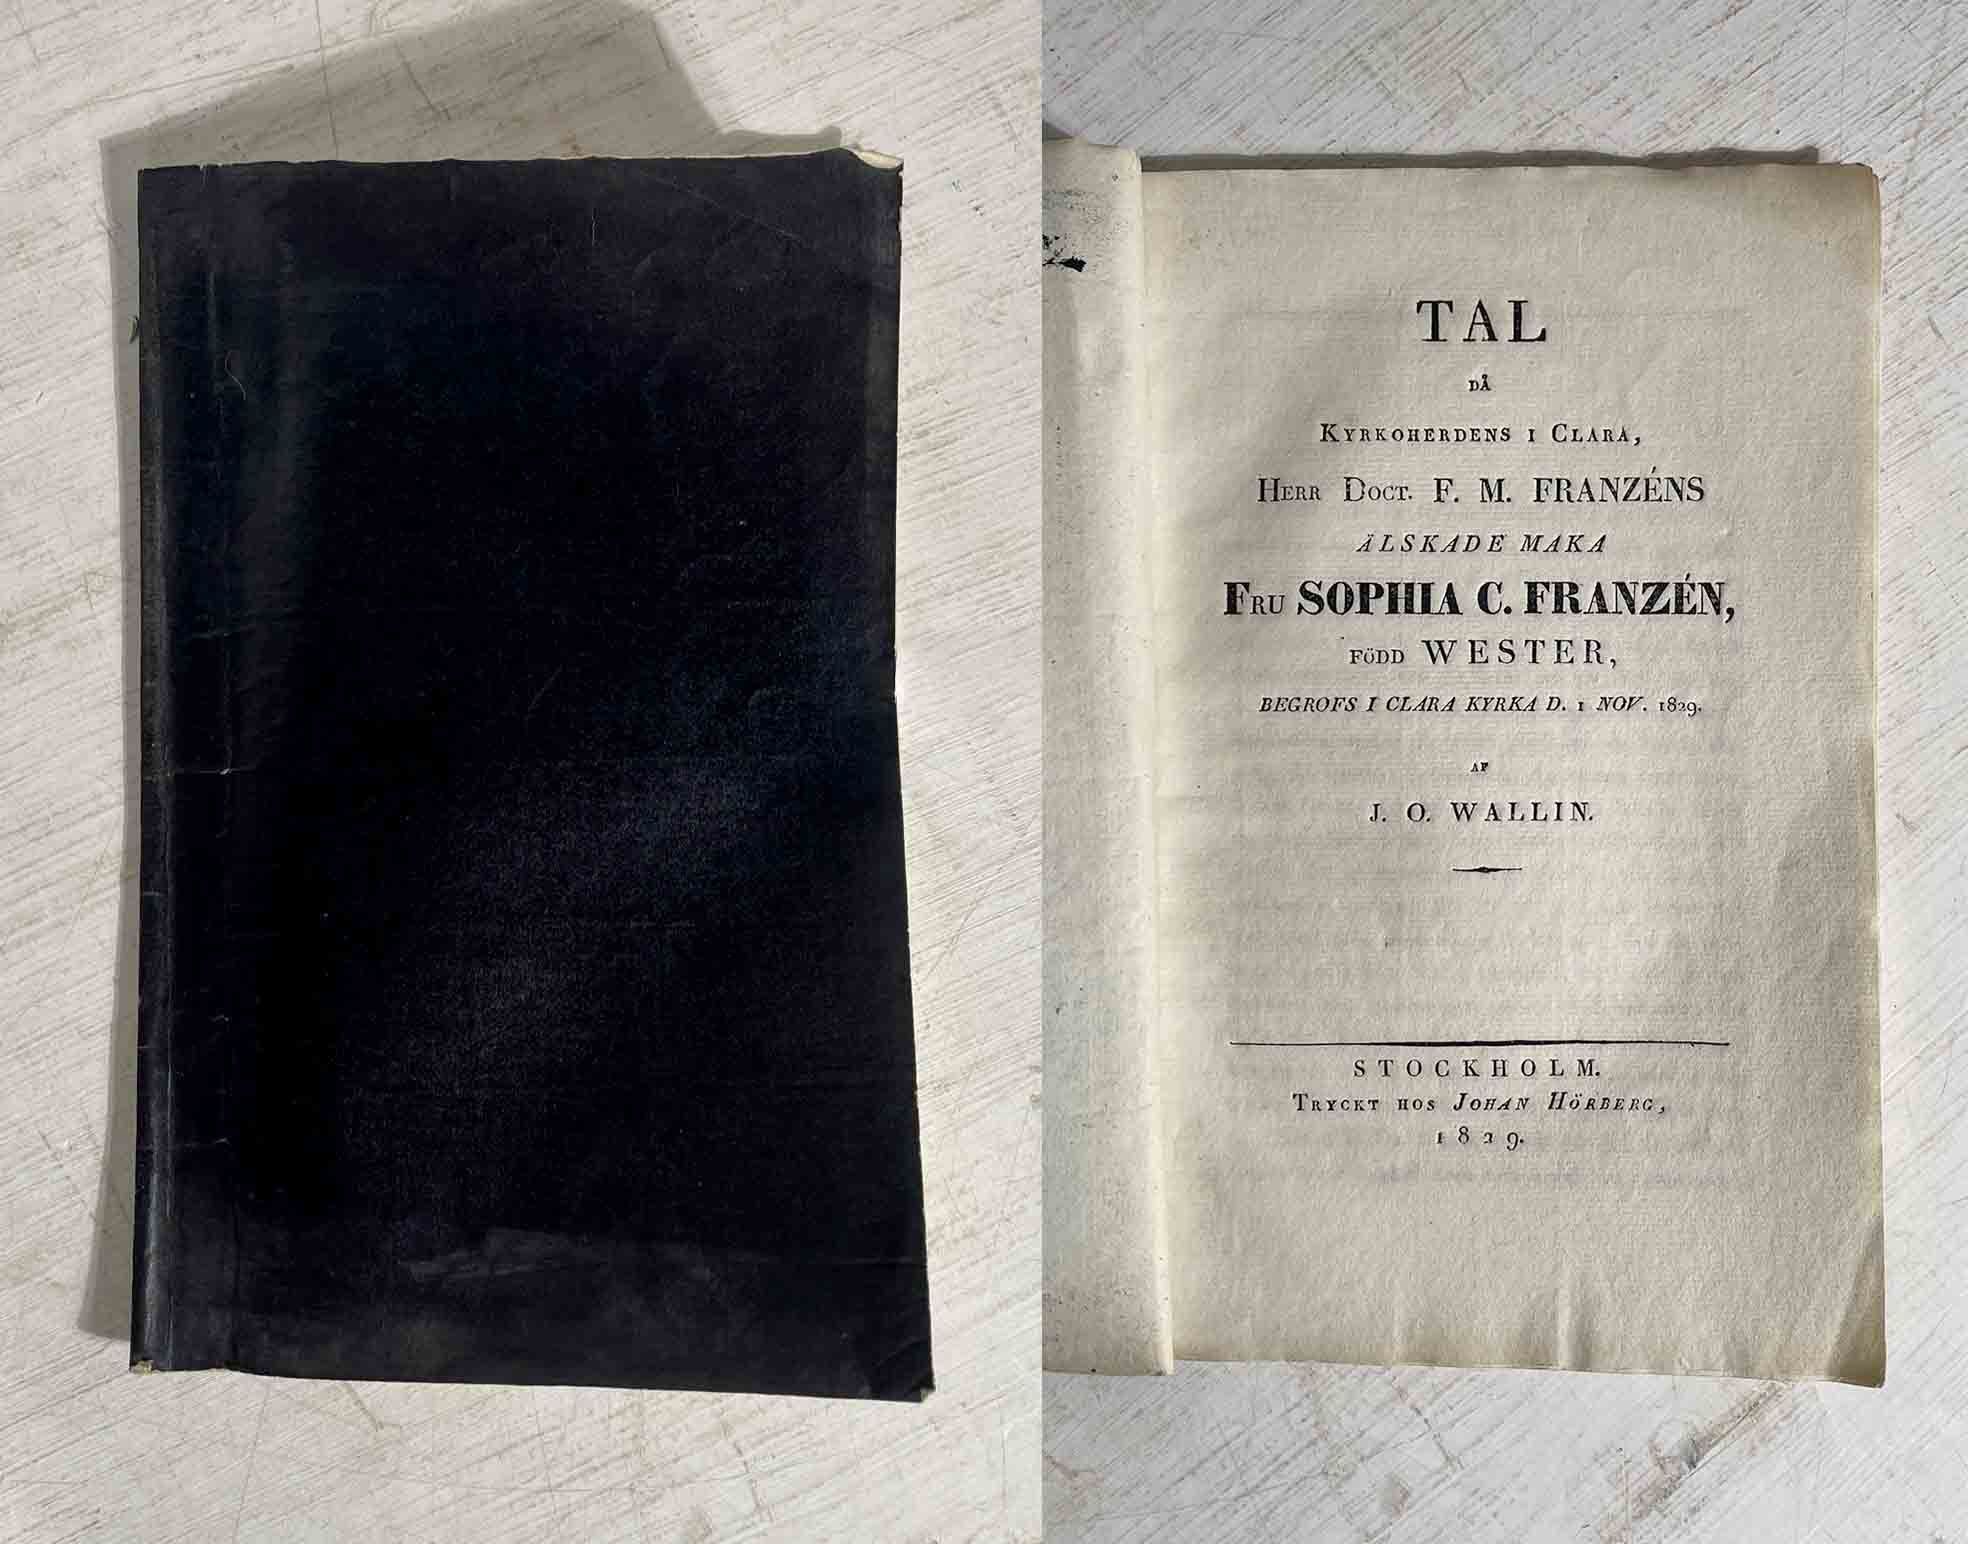 TAL
DÅ
KYRKOHERDENS I CLARA,
HERR DOCT. F. M. FRANZÉNS
ÄLSKADE MAKA
FRU SOPHIA C. FRANZÉN,
FÖDD WESTER,
BEGROFS I CLARA KYRKA D. 1 NOV. 1829.
AF
J. O. WALLIN.
STOCKHOLM.
TRYCKT HOS JOHAN HÖRBERG,
1829.